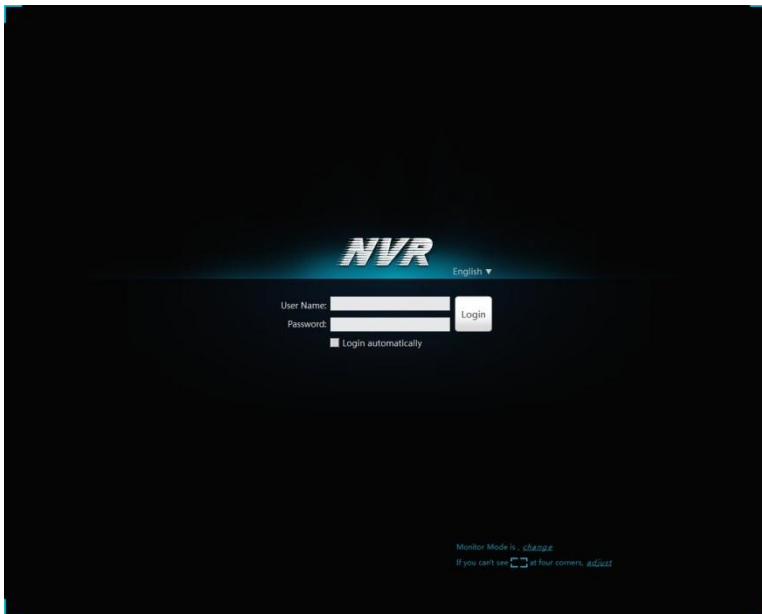 NVR
English ▼
User Name:
Login
Password:
Login automatically
Monitor Mode is , change
If you can't see at four corners, adjust